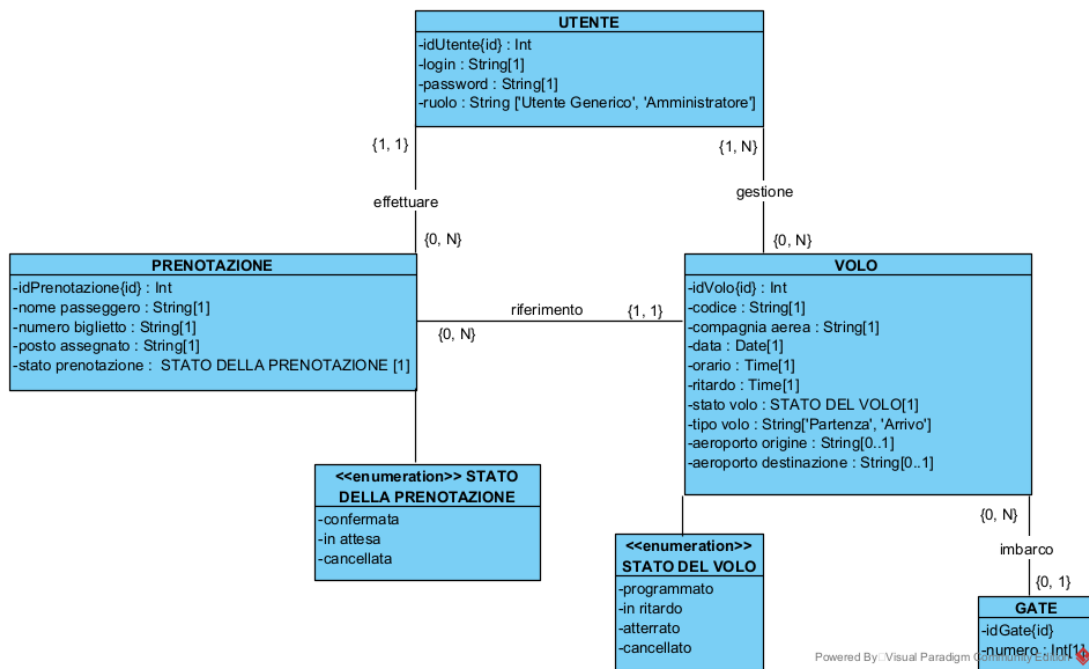 UTENTE
-idUtente{id} : Int
-login : String[1]
-password : String[1]
-ruolo : String ['Utente Generico', 'Amministratore']
{1, 1}
{1, N}
effettuare
gestione
{0, N}
{0, N}
PRENOTAZIONE
-idPrenotazione{id} : Int
-nome passeggero : String[1]
-numero biglietto : String[1]
-posto assegnato : String[1]
-stato prenotazione : STATO DELLA PRENOTAZIONE [1]
riferimento
{0, N}
{1, 1}
VOLO
-idVolo{id} : Int
-codice : String[1]
-compagnia aerea : String[1]
-data : Date[1]
-orario : Time[1]
-ritardo : Time[1]
-stato volo : STATO DEL VOLO[1]
-tipo volo : String['Partenza', 'Arrivo']
-aeroporto origine : String[0..1]
-aeroporto destinazione : String[0..1]
<<enumeration>> STATO
DELLA PRENOTAZIONE
-confermata
-in attesa
-cancellata
<<enumeration>>
STATO DEL VOLO
-programmato
-in ritardo
-atterrato
-cancellato
{0, N}
imbarco
{0, 1}
GATE
-idGate{id}
-numero : Int[1]
Powered By Visual Paradigm Community Edition